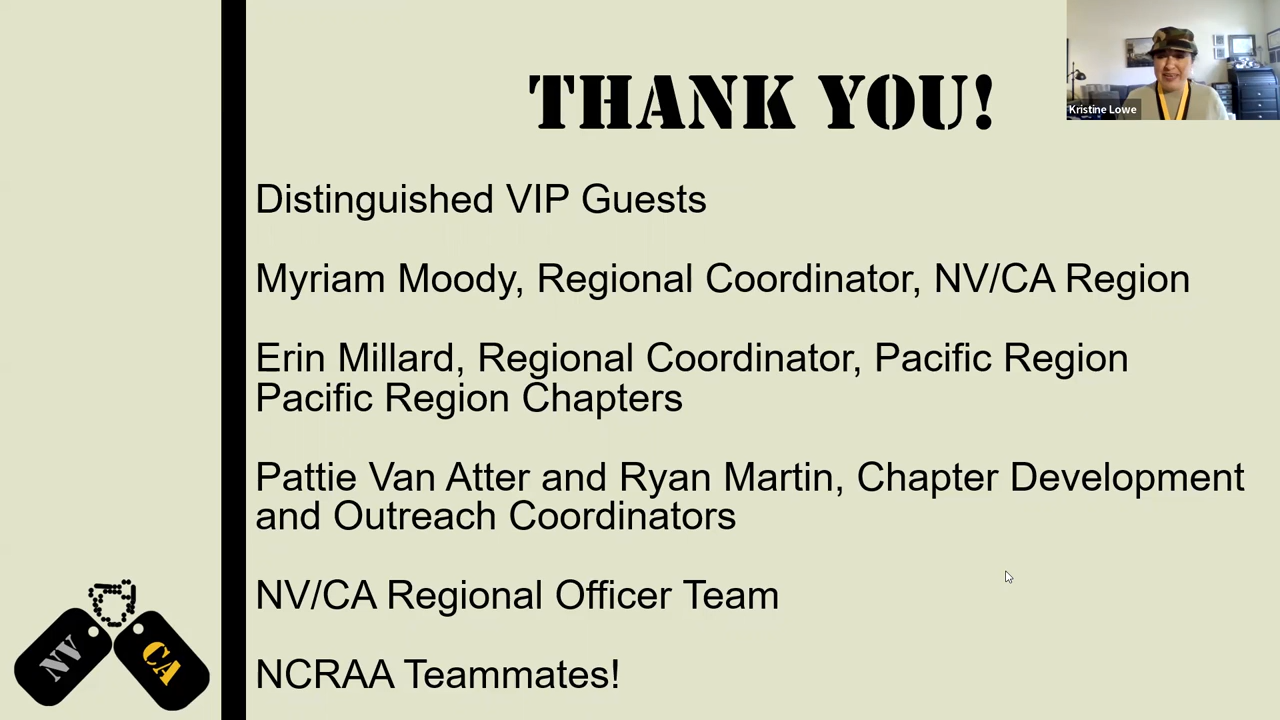 THANK YOU!
Kristine Lowe
Distinguished VIP Guests
Myriam Moody, Regional Coordinator, NV/CA Region
Erin Millard, Regional Coordinator, Pacific Region
Pacific Region Chapters
Pattie Van Atter and Ryan Martin, Chapter Development
and Outreach Coordinators
NV/CA Regional Officer Team
NCRAA Teammates!
NV
CA